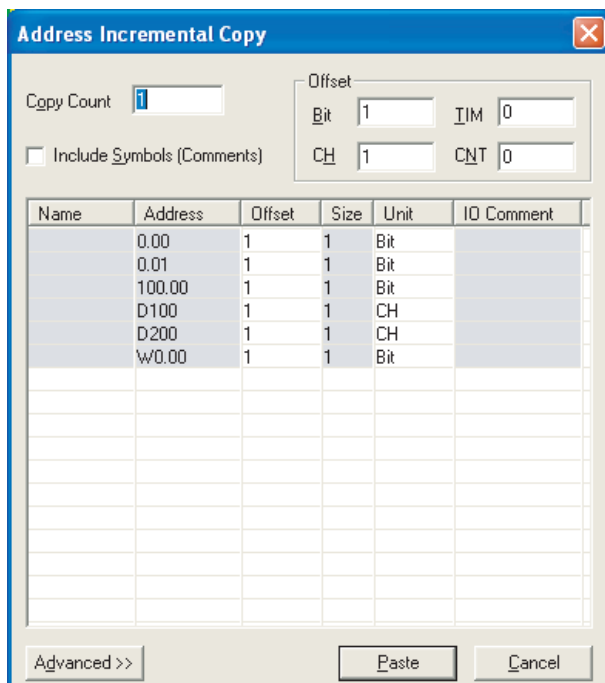 Address Incremental Copy
Copy Count 1
Include Symbols (Comments)
Offset
Bit 1 TIM 0
CH 1 CNT 0
Name Address Offset Size Unit IO Comment
0.00 1 1 Bit
0.01 1 1 Bit
100.00 1 1 Bit
D100 1 1 CH
D200 1 1 CH
W0.00 1 1 Bit
Advanced >> Paste Cancel